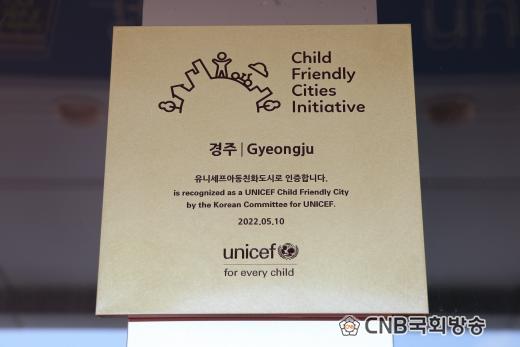 Child
Friendly
Cities
Initiative
경주 | Gyeongju
유니세프아동친화도시로 인증합니다.
is recognized as a UNICEF Child Friendly City
by the Korean Committee for UNICEF.
2022.05.10
unicef
for every child
CNB국회방송